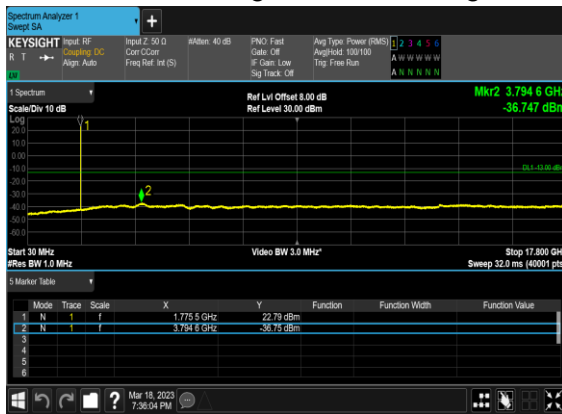 Spectrum Analyzer 1
Swept SA
KEYSIGHT Input: RF Input Z: 50 Ω #Atten: 40 dB PNO: Fast Avg Type: Power (RMS) 1 2 3 4 5 6
R T Coupling: DC Corr CCorr Gate: Off Avg|Hold: 100/100 A W W W W W
Align: Auto Freq Ref: Int (S) IF Gain: Low Trig: Free Run
Sig Track: Off A N N N N N
1 Spectrum Ref Lvl Offset 8.00 dB Mkr2 3.794 6 GHz
Scale/Div 10 dB Ref Level 30.00 dBm -36.747 dBm
Log
20.0 1
10.0
0.00
-10.0 DL1 -13.00 dBm
-20.0
-30.0 2
-40.0
-50.0
-60.0
Start 30 MHz Video BW 3.0 MHz* Stop 17.800 GHz
#Res BW 1.0 MHz Sweep 32.0 ms (40001 pts)
5 Marker Table
Mode Trace Scale X Y Function Function Width Function Value
1 N 1 f 1.775 5 GHz 22.79 dBm
2 N 1 f 3.794 6 GHz -36.75 dBm
3
4
5
6
? Mar 18, 2023
7:36:04 PM